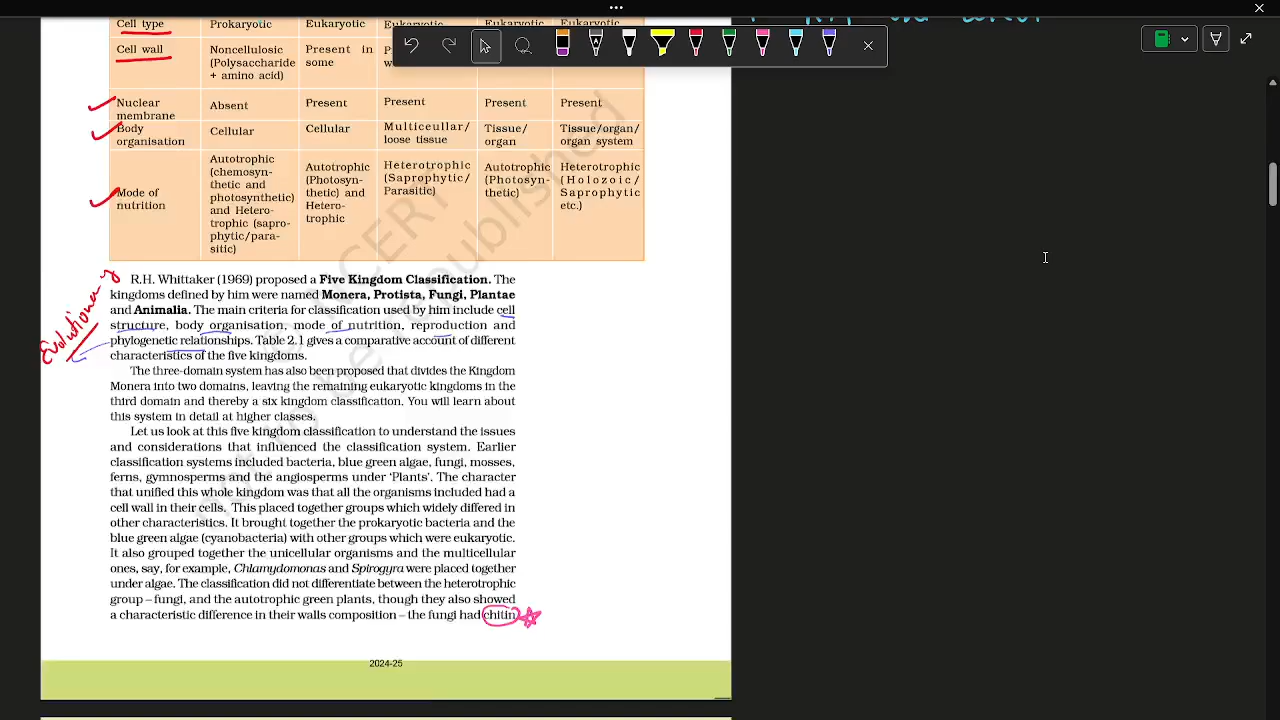 Cell type Prokaryotic Eukaryotic Eukaryotic Eukaryotic Eukaryotic
Cell wall Noncellulosic (Polysaccharide + amino acid) Present in some
Nuclear membrane Absent Present Present Present Present
Body organisation Cellular Cellular Multiceullar/ loose tissue Tissue/ organ Tissue/organ/ organ system
Mode of nutrition Autotrophic (chemosyn- thetic and photosynthetic) and Hetero- trophic (sapro- phytic/para- sitic) Autotrophic (Photosyn- thetic) and Hetero- trophic Heterotrophic (Saprophytic/ Parasitic) Autotrophic (Photosyn- thetic) Heterotrophic (Holozoic/ Saprophytic etc.)
Evolutionary
R.H. Whittaker (1969) proposed a Five Kingdom Classification. The
kingdoms defined by him were named Monera, Protista, Fungi, Plantae
and Animalia. The main criteria for classification used by him include cell
structure, body organisation, mode of nutrition, reproduction and
phylogenetic relationships. Table 2.1 gives a comparative account of different
characteristics of the five kingdoms.
The three-domain system has also been proposed that divides the Kingdom
Monera into two domains, leaving the remaining eukaryotic kingdoms in the
third domain and thereby a six kingdom classification. You will learn about
this system in detail at higher classes.
Let us look at this five kingdom classification to understand the issues
and considerations that influenced the classification system. Earlier
classification systems included bacteria, blue green algae, fungi, mosses,
ferns, gymnosperms and the angiosperms under 'Plants'. The character
that unified this whole kingdom was that all the organisms included had a
cell wall in their cells. This placed together groups which widely differed in
other characteristics. It brought together the prokaryotic bacteria and the
blue green algae (cyanobacteria) with other groups which were eukaryotic.
It also grouped together the unicellular organisms and the multicellular
ones, say, for example, Chlamydomonas and Spirogyra were placed together
under algae. The classification did not differentiate between the heterotrophic
group – fungi, and the autotrophic green plants, though they also showed
a characteristic difference in their walls composition – the fungi had chitin
2024-25